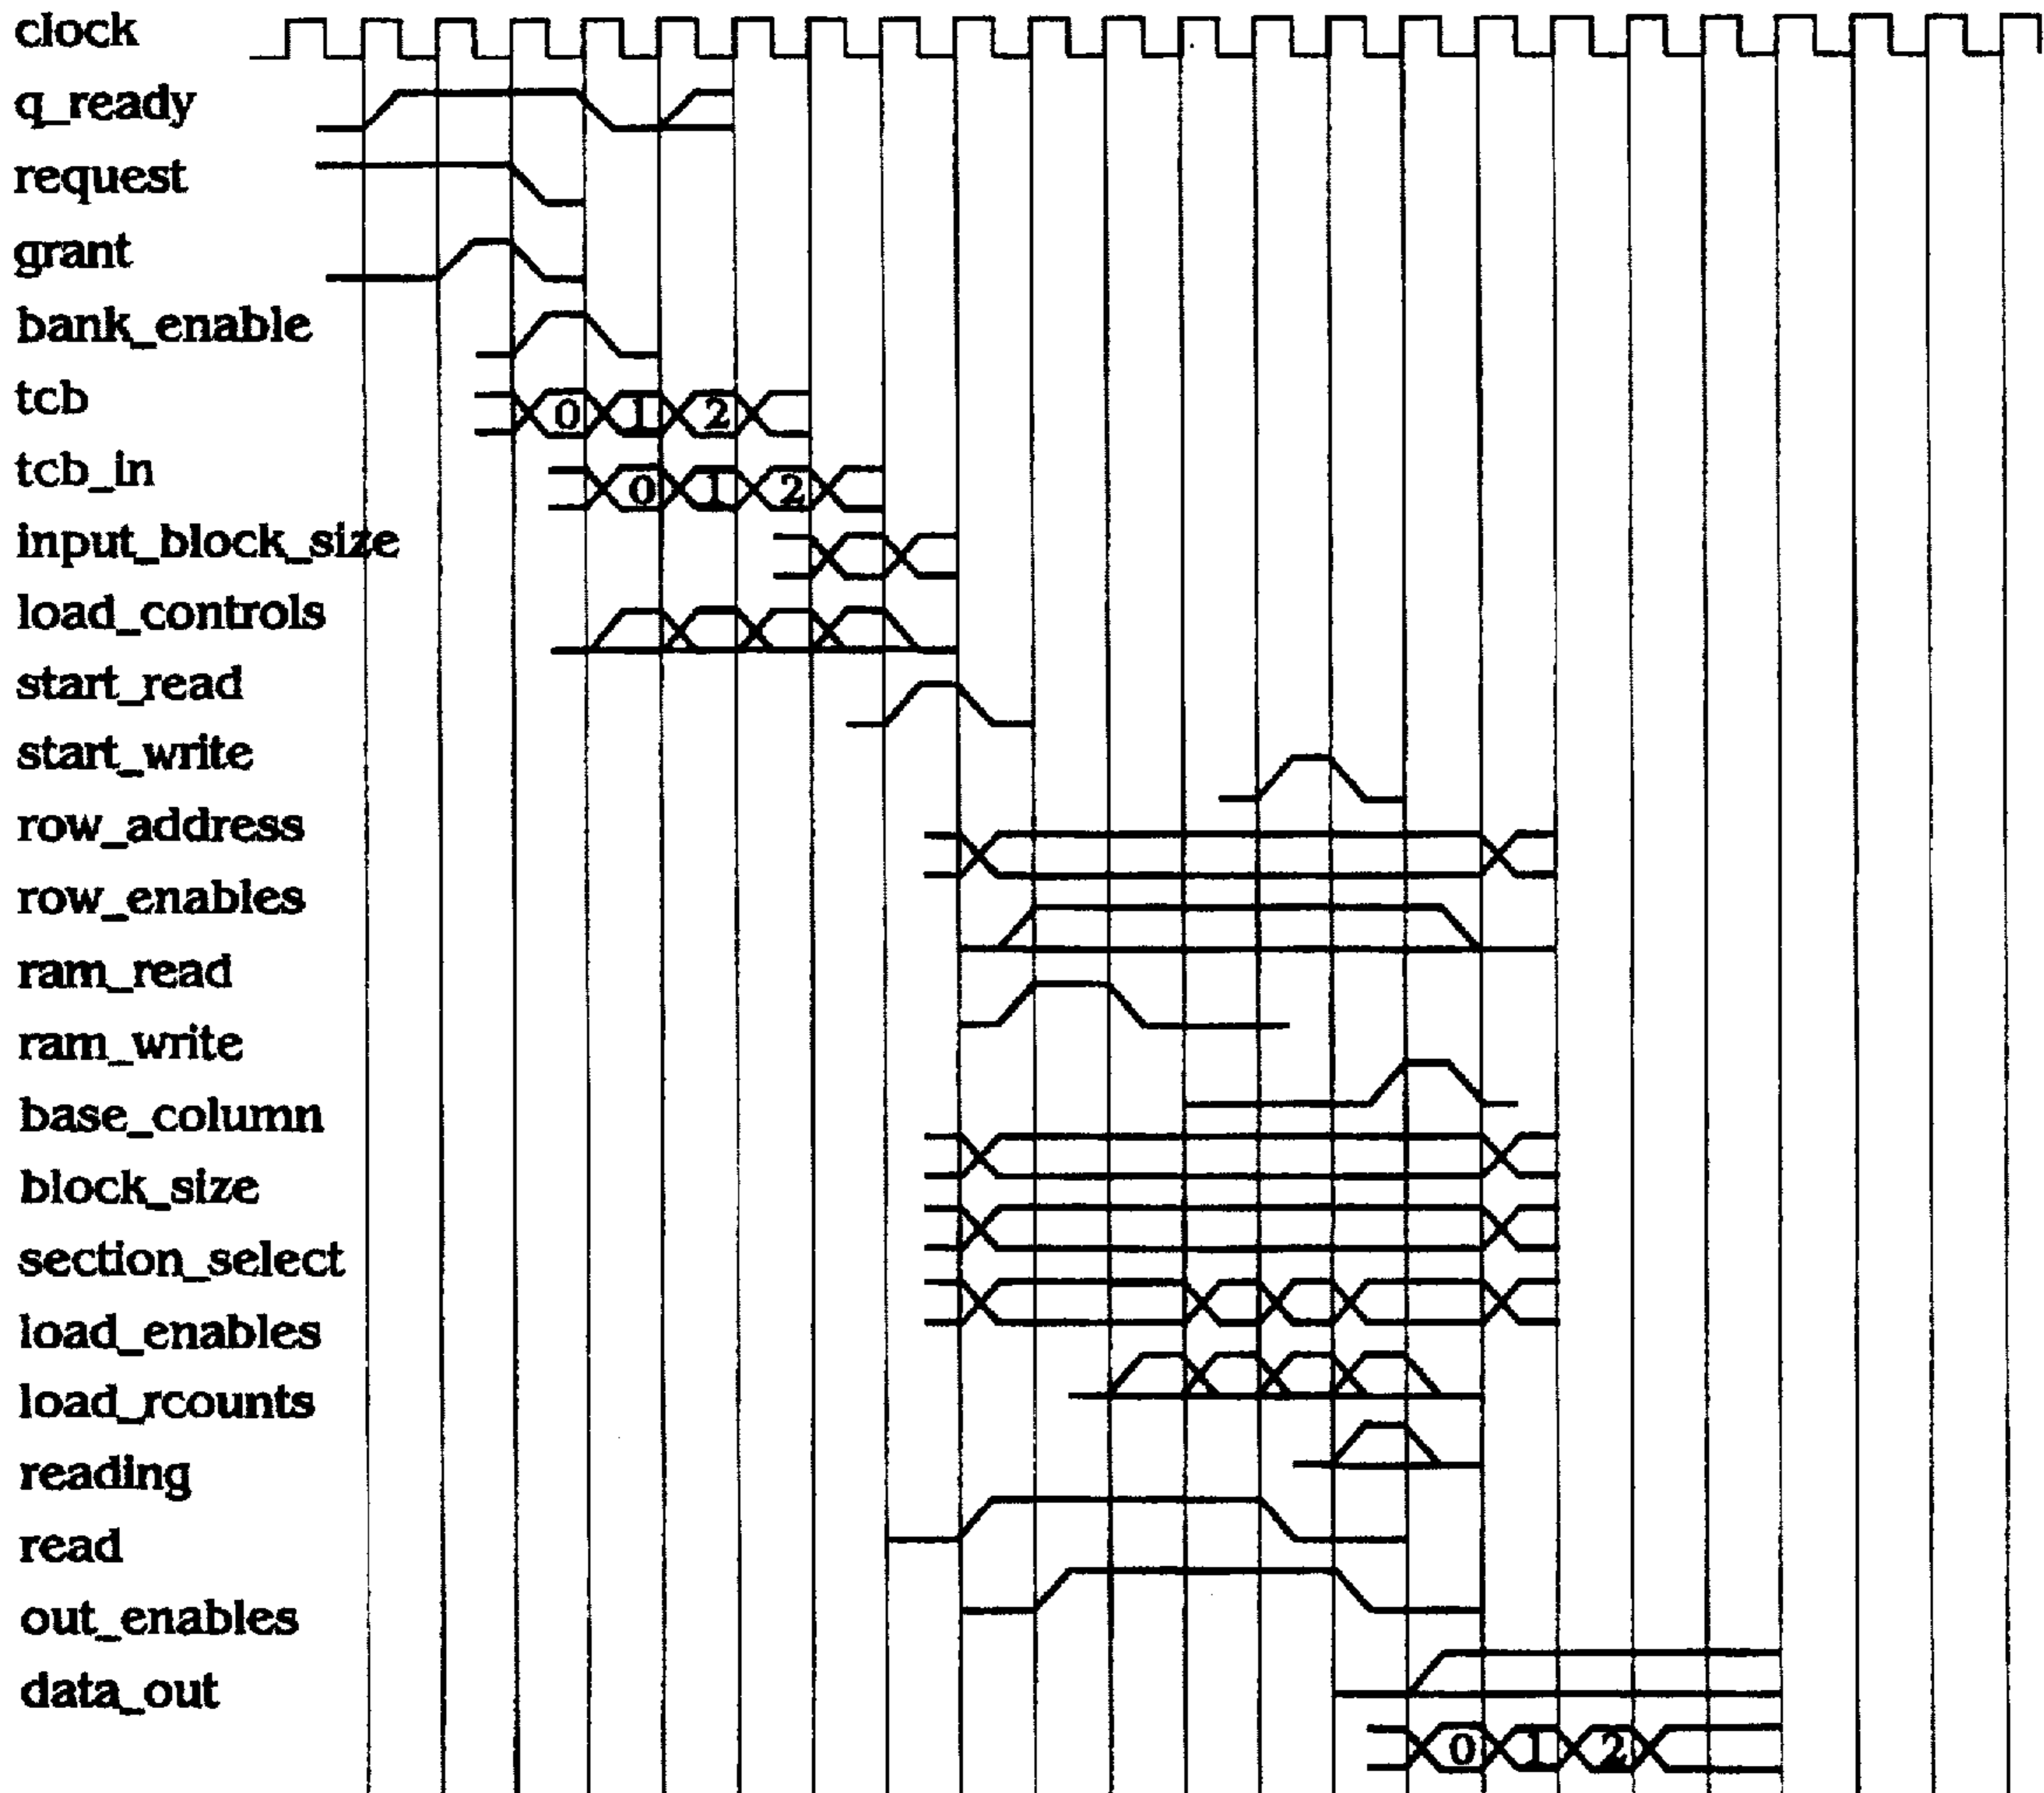 clock
q_ready
request
grant
bank_enable
tcb
0 1 2
tcb_in
0 1 2
input_block_size
load_controls
start_read
start_write
row_address
row_enables
ram_read
ram_write
base_column
block_size
section_select
load_enables
load_rcounts
reading
read
out_enables
data_out
0 1 2